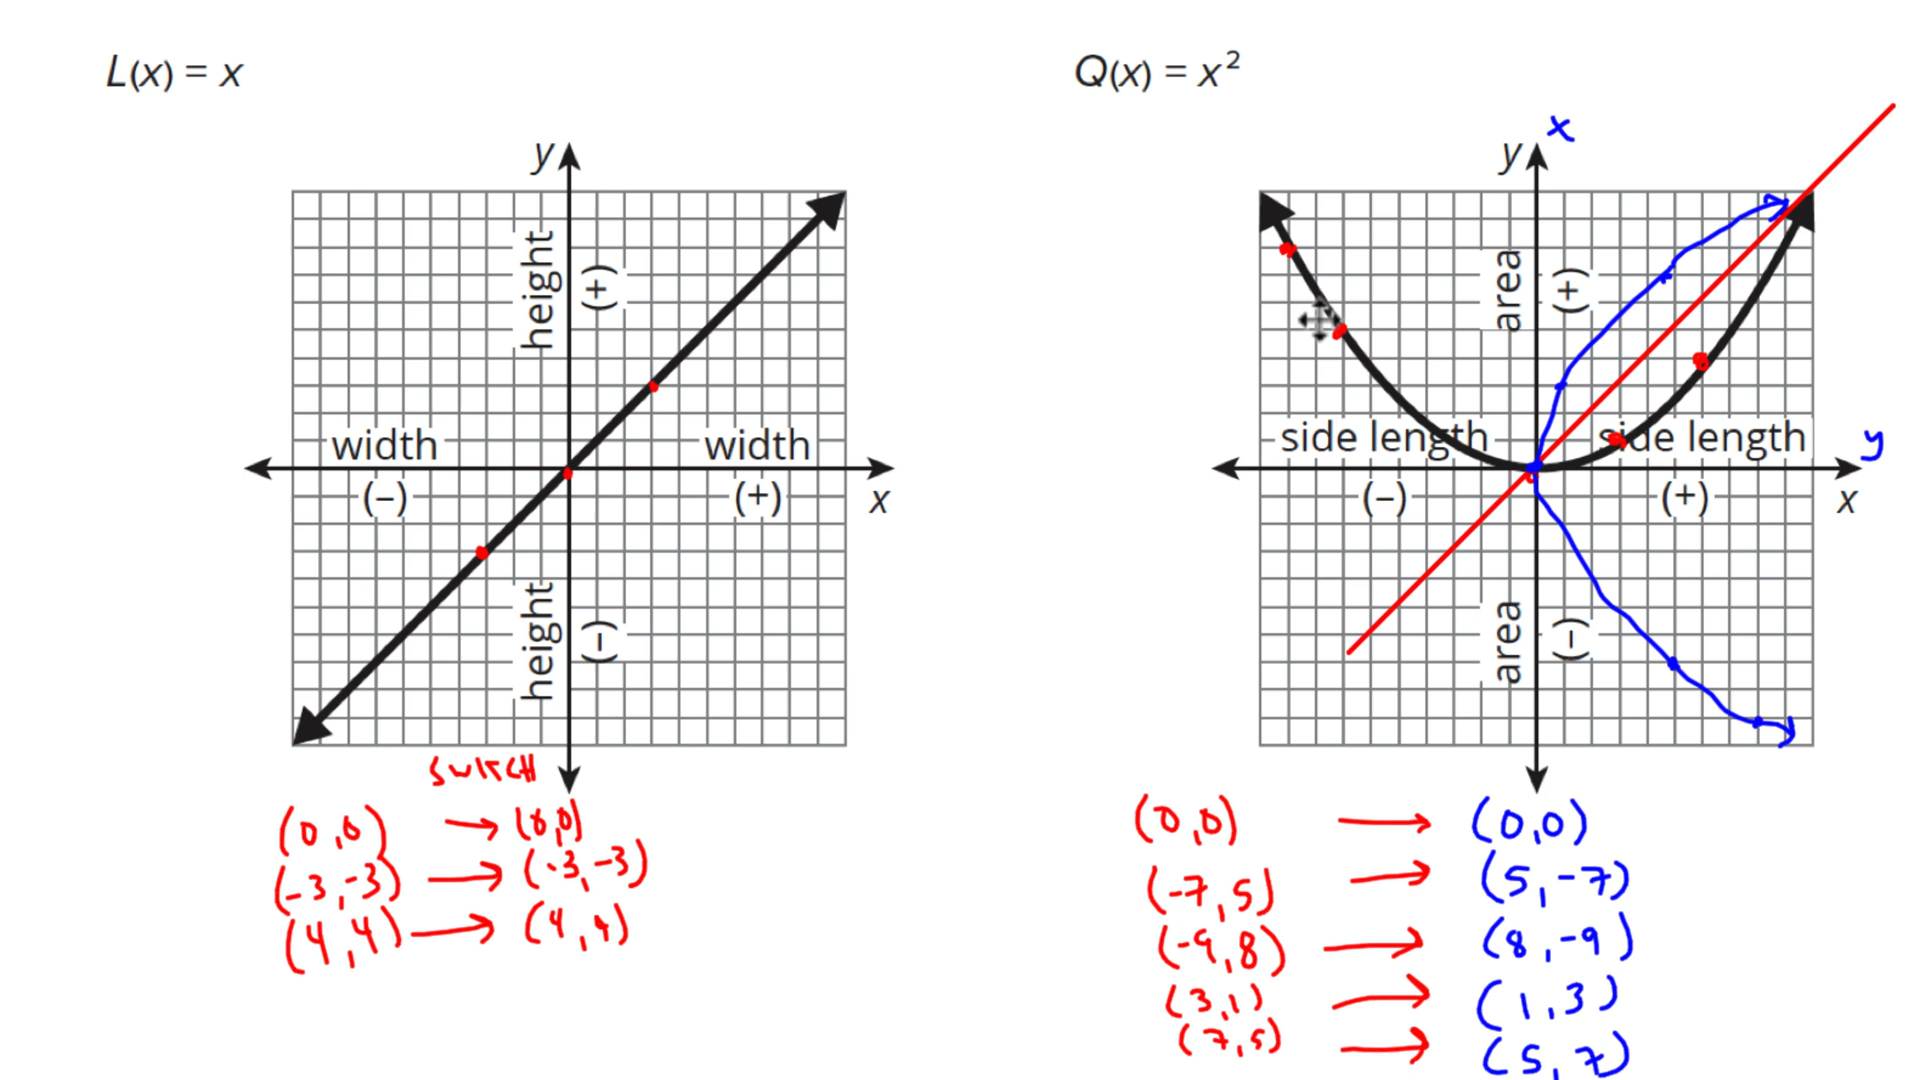 L(x) = x
y
height
(+)
width
width
(−)
(+)
x
height
(−)
SWITCH
(0,0) → (0,0)
(-3,-3) → (-3,-3)
(4,4) → (4,4)
Q(x) = x²
x
y
area
(+)
side length
side length
y
(−)
(+)
x
area
(−)
(0,0) → (0,0)
(-7,5) → (5,-7)
(-9,8) → (8,-9)
(3,1) → (1,3)
(7,5) → (5,7)